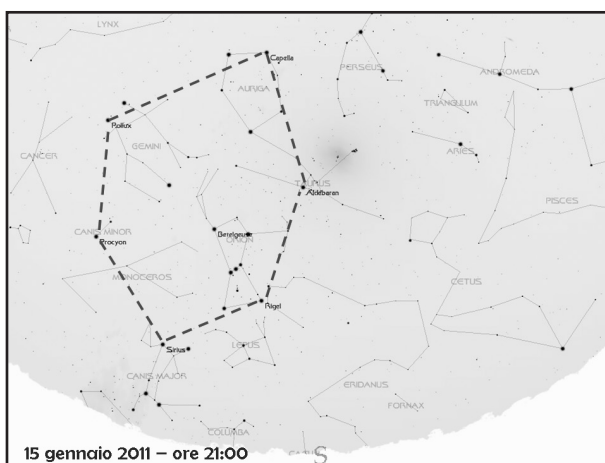 LYNX
Capella
PERSEUS
ANDROMEDA
AURIGA
TRIANGULUM
Pollux
GEMINI
CANCER
ARIES
TAURUS
Aldebaran
PISCES
CANIS MINOR
Procyon
Betelgeuse
ORION
MONOCEROS
CETUS
Rigel
Sirius
LEPUS
CANIS MAJOR
ERIDANUS
FORNAX
COLUMBA
15 gennaio 2011 – ore 21:00
S